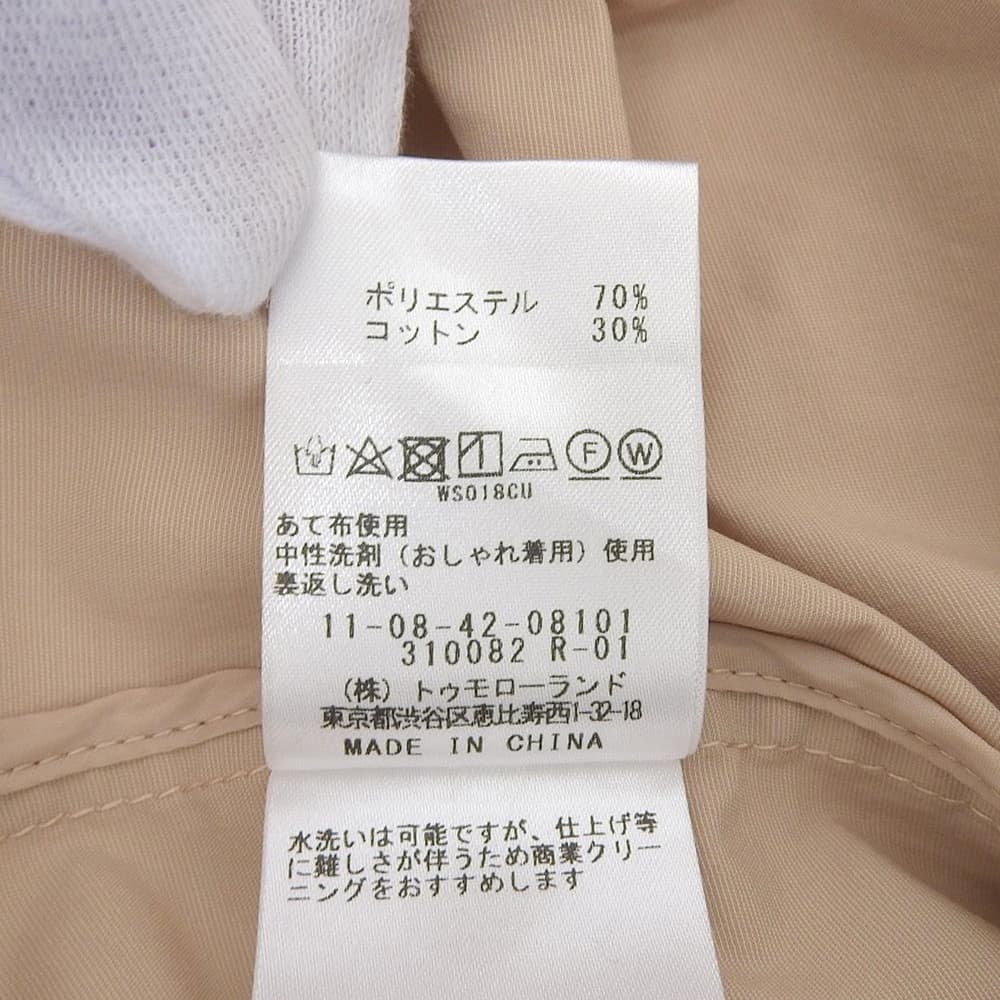 ポリエステル 70%
コットン 30%
F W
WS018CU
あて布使用
中性洗剤(おしゃれ着用)使用
裏返し洗い
11-08-42-08101
310082 R-01
(株)トゥモローランド
東京都渋谷区恵比寿西1-32-18
MADE IN CHINA
水洗いは可能ですが、仕上げ等
に難しさが伴うため商業クリー
ニングをおすすめします